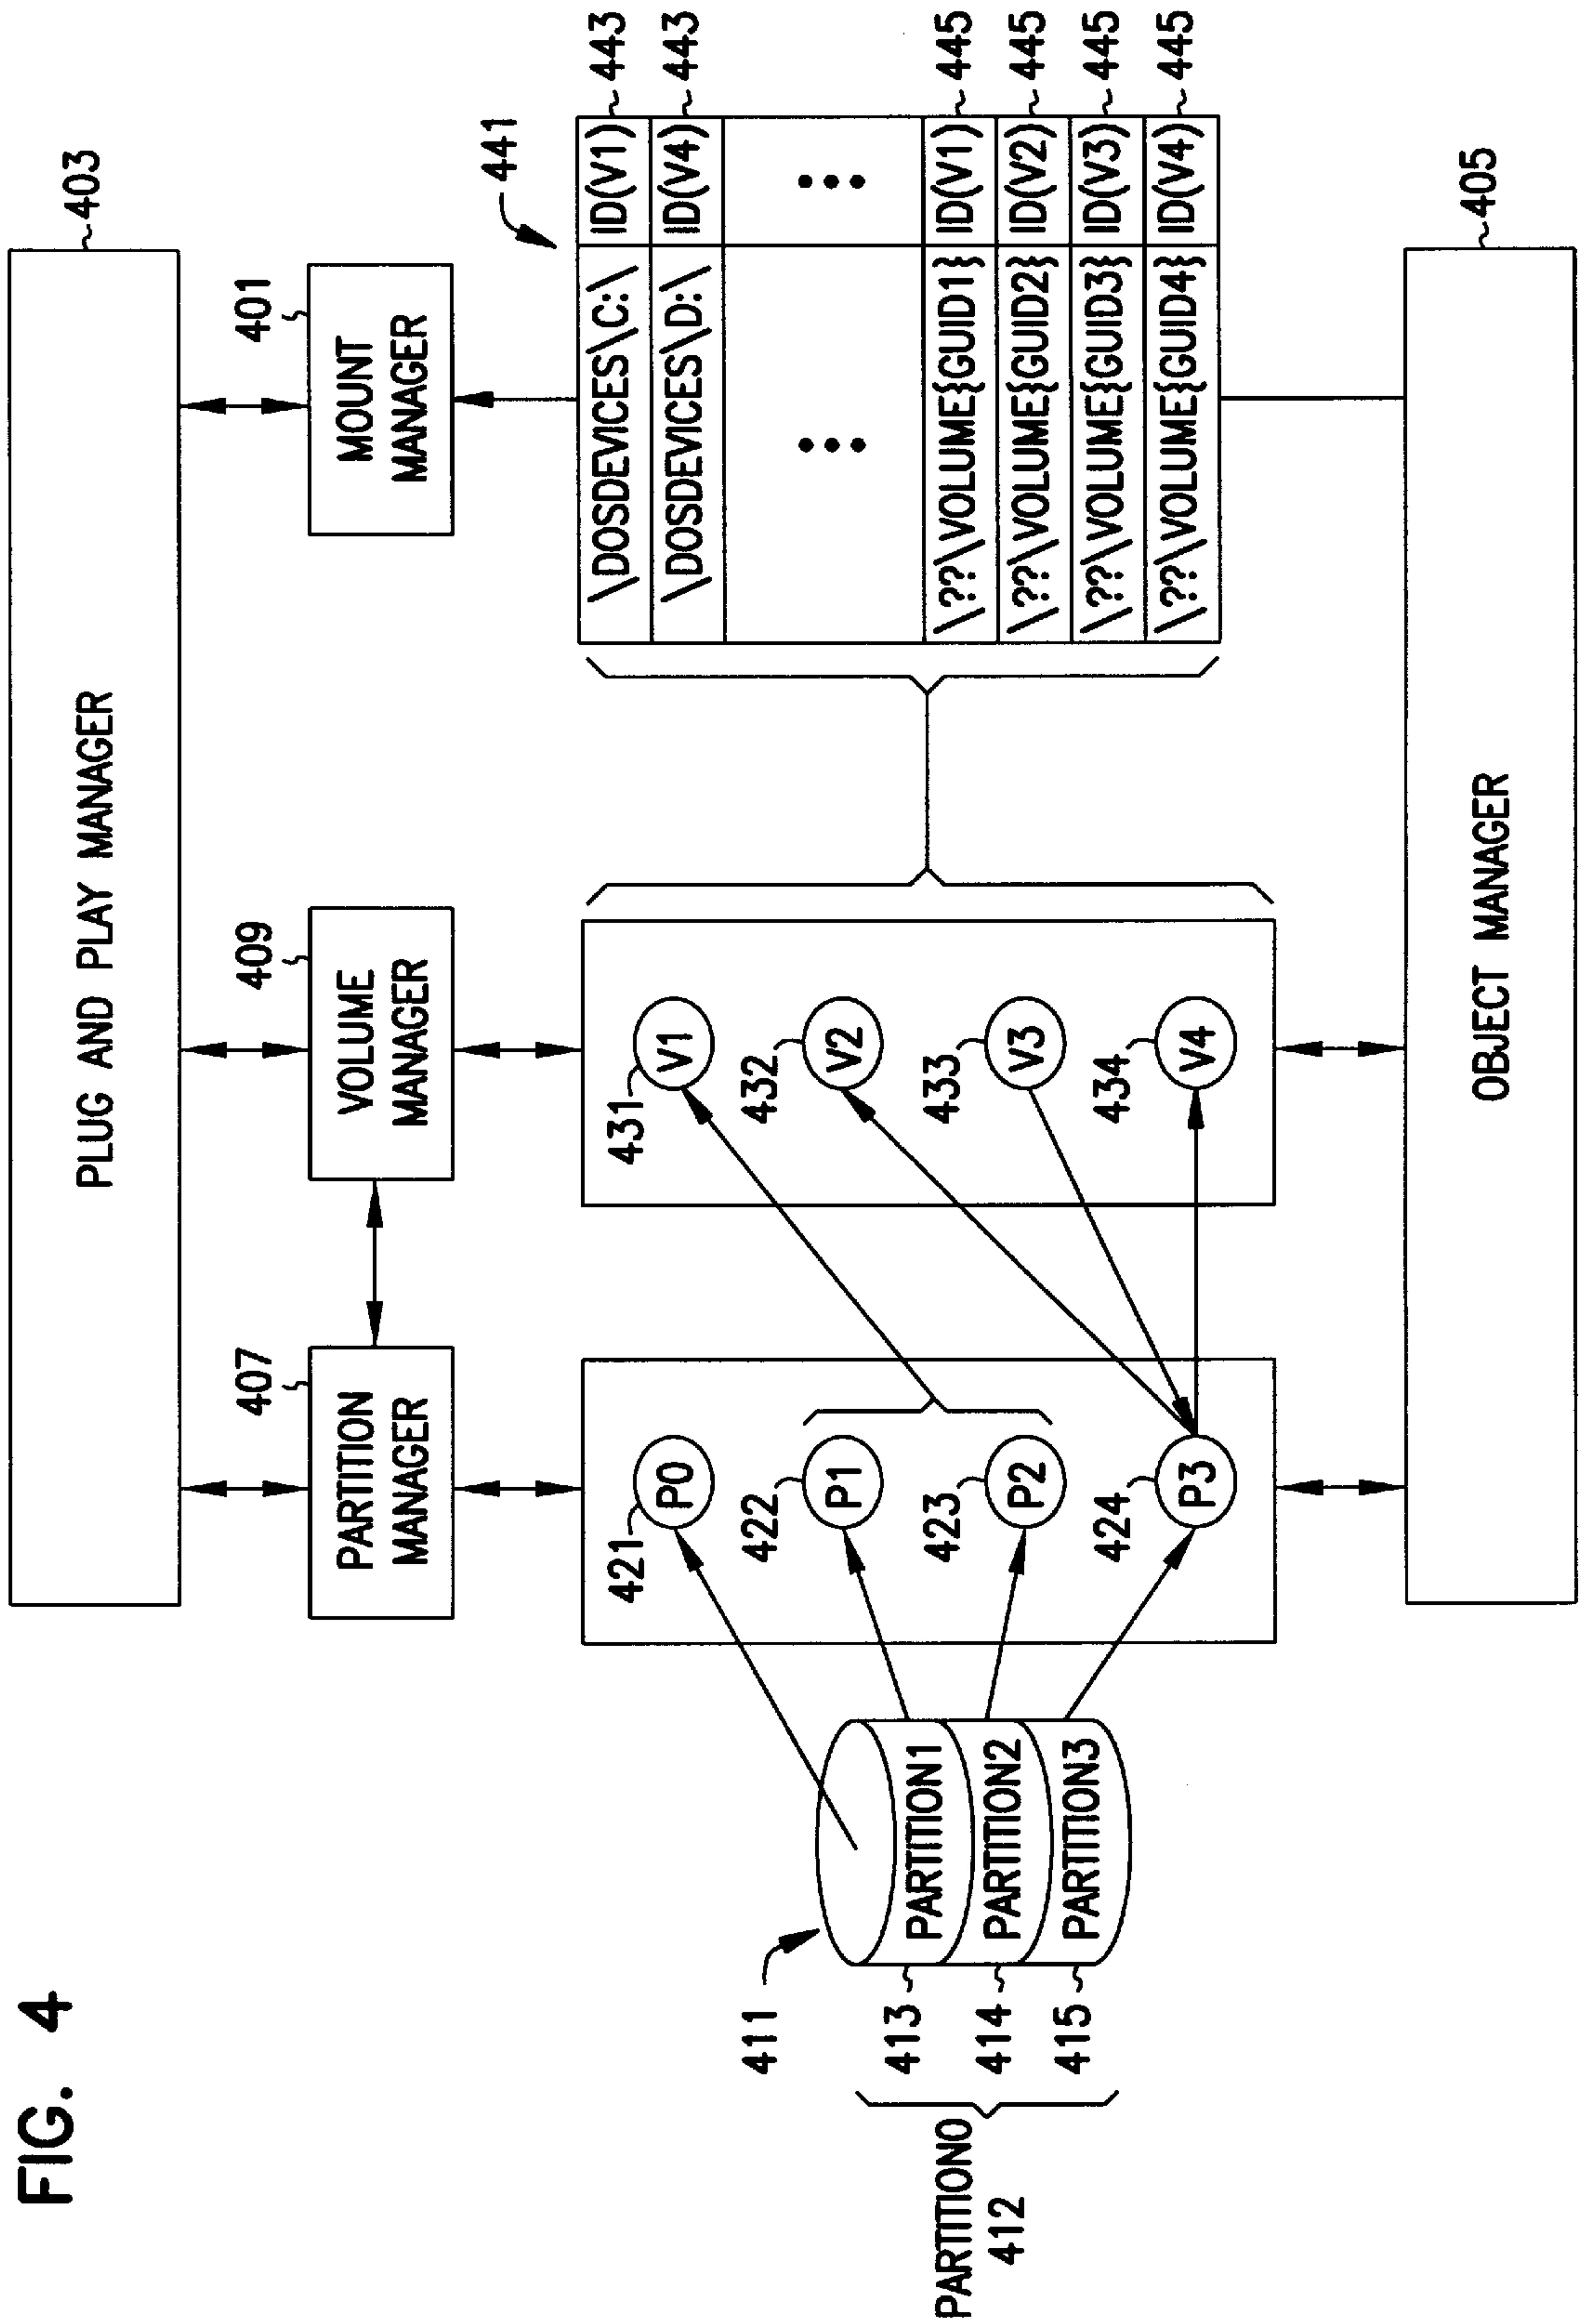 FIG. 4
PLUG AND PLAY MANAGER
403
407
PARTITION
MANAGER
409
VOLUME
MANAGER
401
MOUNT
MANAGER
411
413
414
415
PARTITION0
412
PARTITION1
PARTITION2
PARTITION3
421
P0
422
P1
423
P2
424
P3
431
V1
432
V2
433
V3
434
V4
441
\DOSDEVICES\C:\ ID(V1) 443
\DOSDEVICES\D:\ ID(V4) 443
\??\VOLUME{GUID1} ID(V1) 445
\??\VOLUME{GUID2} ID(V2) 445
\??\VOLUME{GUID3} ID(V3) 445
\??\VOLUME{GUID4} ID(V4) 445
OBJECT MANAGER
405